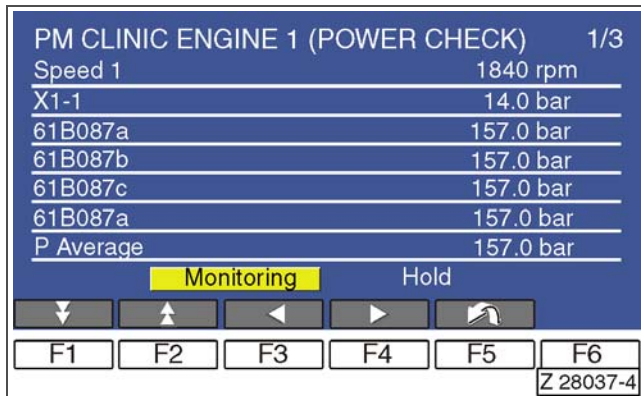 PM CLINIC ENGINE 1 (POWER CHECK) 1/3
Speed 1 1840 rpm
X1-1 14.0 bar
61B087a 157.0 bar
61B087b 157.0 bar
61B087c 157.0 bar
61B087a 157.0 bar
P Average 157.0 bar
Monitoring Hold
F1 F2 F3 F4 F5 F6
Z 28037-4